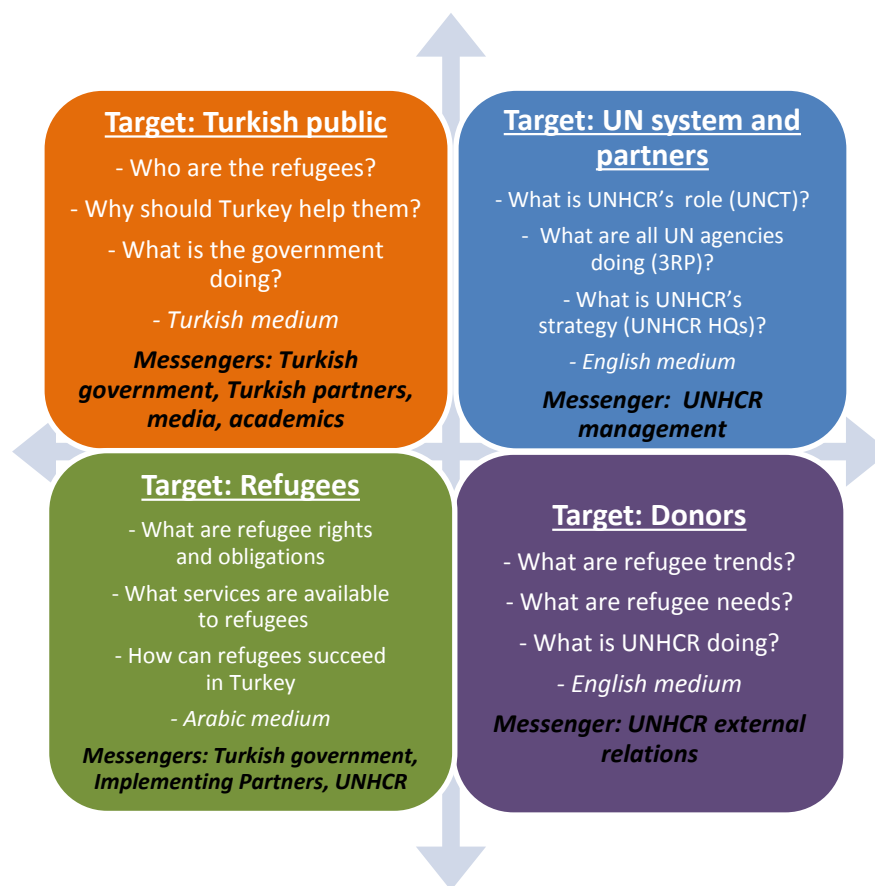 Target: Turkish public
- Who are the refugees?
- Why should Turkey help them?
- What is the government
doing?
- Turkish medium
Messengers: Turkish
government, Turkish partners,
media, academics
Target: UN system and
partners
- What is UNHCR's role (UNCT)?
- What are all UN agencies
doing (3RP)?
- What is UNHCR's
strategy (UNHCR HQs)?
- English medium
Messenger: UNHCR
management
Target: Refugees
- What are refugee rights
and obligations
- What services are available
to refugees
- How can refugees succeed
in Turkey
- Arabic medium
Messengers: Turkish government,
Implementing Partners, UNHCR
Target: Donors
- What are refugee trends?
- What are refugee needs?
- What is UNHCR doing?
- English medium
Messenger: UNHCR external
relations